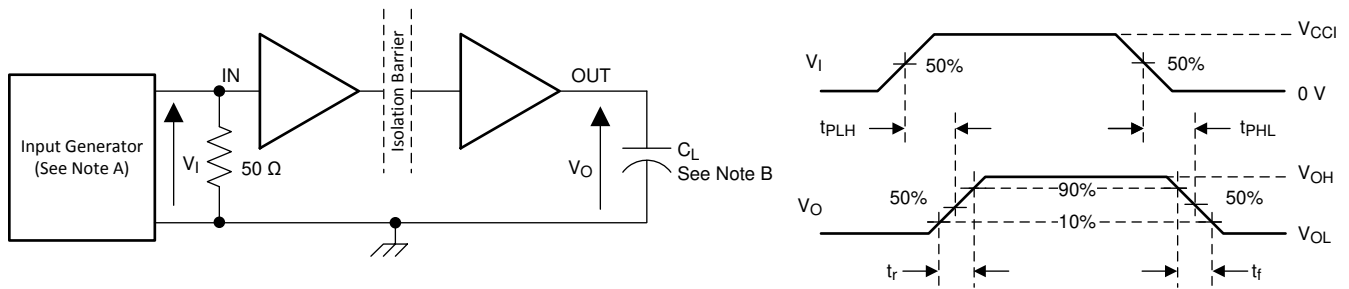 Input Generator
(See Note A)
V_I
IN
50 Ω
Isolation Barrier
OUT
V_O
C_L
See Note B
V_I
50%
50%
V_CCI
0 V
t_PLH
t_PHL
V_O
50%
90%
10%
50%
V_OH
V_OL
t_r
t_f